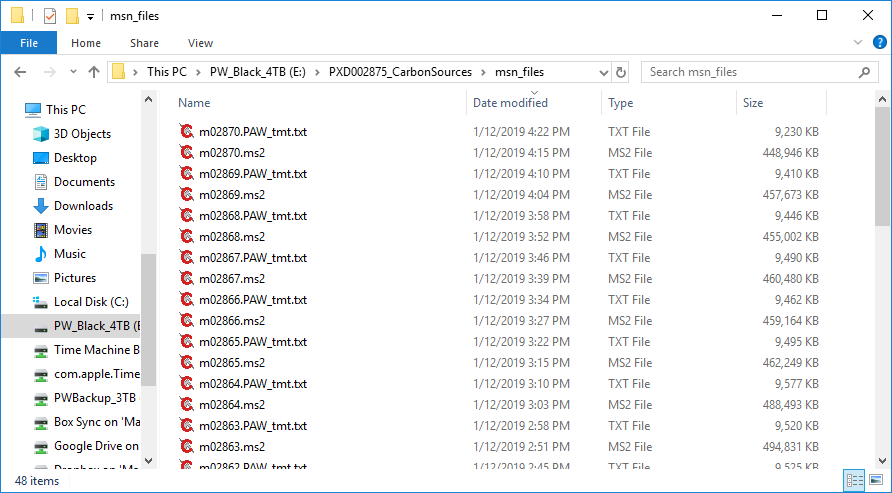 msn_files
File Home Share View
This PC PW_Black_4TB (E:) PXD002875_CarbonSources msn_files Search msn_files
This PC
3D Objects
Desktop
Documents
Downloads
Movies
Music
Pictures
Local Disk (C:)
PW_Black_4TB (E
Time Machine B
com.apple.Time
PWBackup_3TB
Box Sync on 'Ma
Google Drive on
Dropbox on 'Ma
Name Date modified Type Size
m02870.PAW_tmt.txt 1/12/2019 4:22 PM TXT File 9,230 KB
m02870.ms2 1/12/2019 4:15 PM MS2 File 448,946 KB
m02869.PAW_tmt.txt 1/12/2019 4:10 PM TXT File 9,410 KB
m02869.ms2 1/12/2019 4:04 PM MS2 File 457,673 KB
m02868.PAW_tmt.txt 1/12/2019 3:58 PM TXT File 9,446 KB
m02868.ms2 1/12/2019 3:52 PM MS2 File 455,002 KB
m02867.PAW_tmt.txt 1/12/2019 3:46 PM TXT File 9,490 KB
m02867.ms2 1/12/2019 3:39 PM MS2 File 460,480 KB
m02866.PAW_tmt.txt 1/12/2019 3:34 PM TXT File 9,462 KB
m02866.ms2 1/12/2019 3:27 PM MS2 File 459,164 KB
m02865.PAW_tmt.txt 1/12/2019 3:22 PM TXT File 9,495 KB
m02865.ms2 1/12/2019 3:15 PM MS2 File 462,249 KB
m02864.PAW_tmt.txt 1/12/2019 3:10 PM TXT File 9,577 KB
m02864.ms2 1/12/2019 3:03 PM MS2 File 488,493 KB
m02863.PAW_tmt.txt 1/12/2019 2:58 PM TXT File 9,520 KB
m02863.ms2 1/12/2019 2:51 PM MS2 File 494,831 KB
m02862.PAW_tmt.txt 1/12/2019 2:45 PM TXT File 9,525 KB
48 items